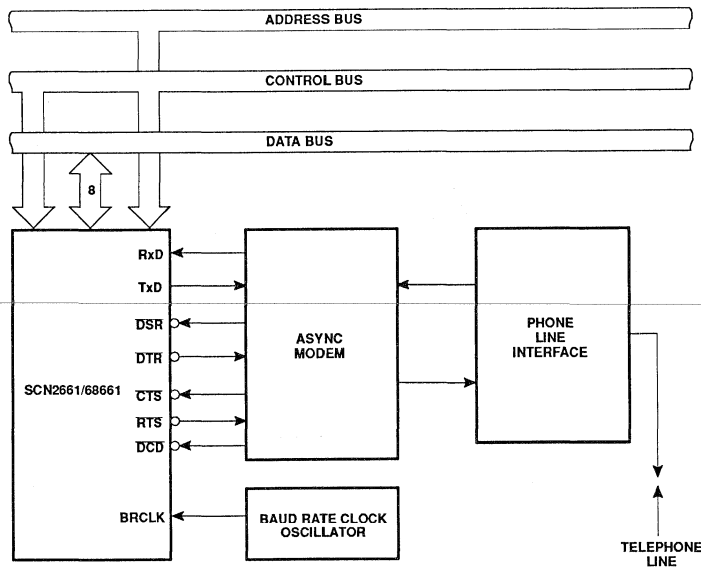 ADDRESS BUS
CONTROL BUS
DATA BUS
8
RxD
TxD
DSR
DTR
SCN2661/68661
CTS
RTS
DCD
BRCLK
ASYNC
MODEM
PHONE
LINE
INTERFACE
BAUD RATE CLOCK
OSCILLATOR
TELEPHONE
LINE